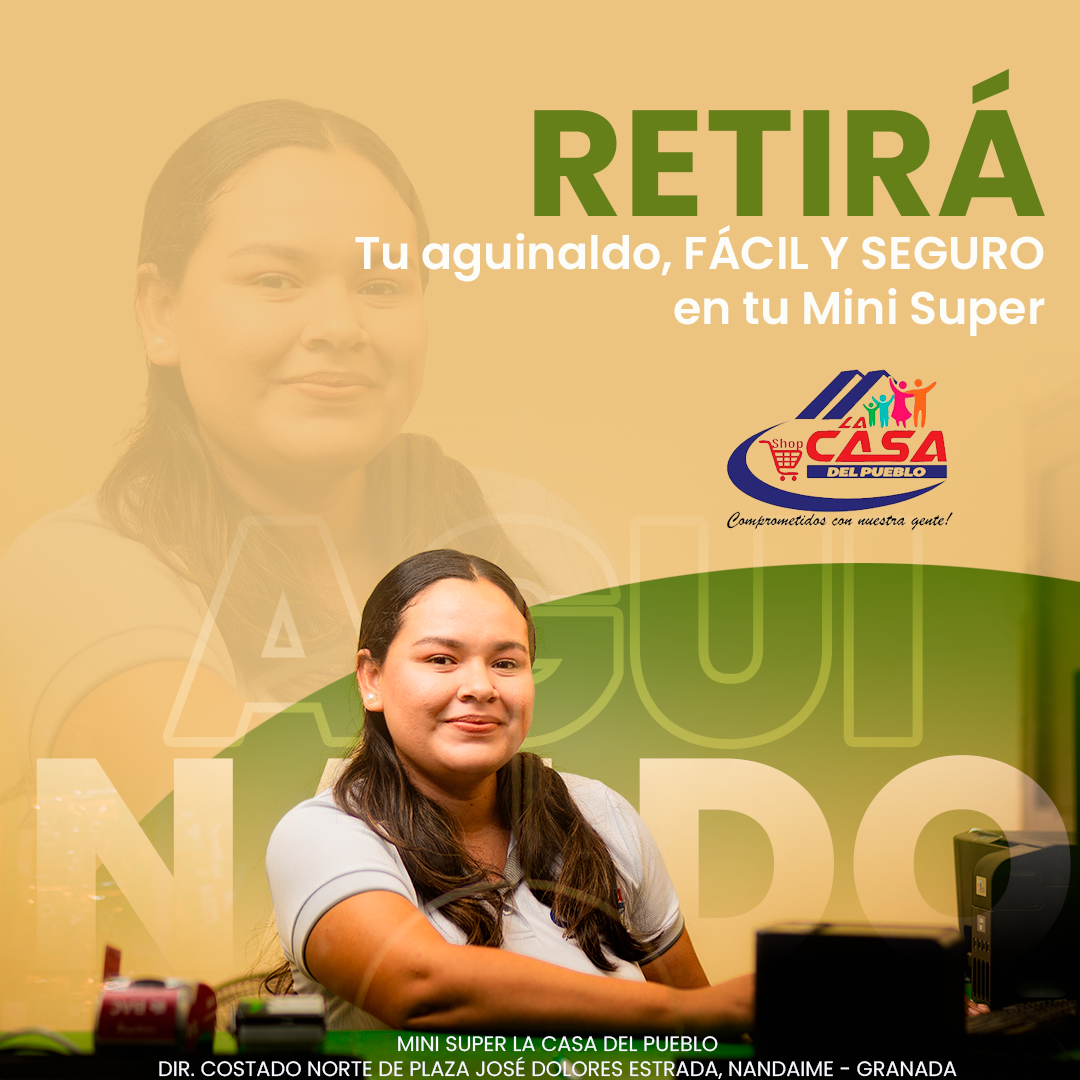 RETIRÁ
Tu aguinaldo, FÁCIL Y SEGURO
en tu Mini Super
LA
Shop
CASA
DEL PUEBLO
Comprometidos con nuestra gente!
AGUI
NALDO
BAC
MINI SUPER LA CASA DEL PUEBLO
DIR. COSTADO NORTE DE PLAZA JOSÉ DOLORES ESTRADA, NANDAIME - GRANADA